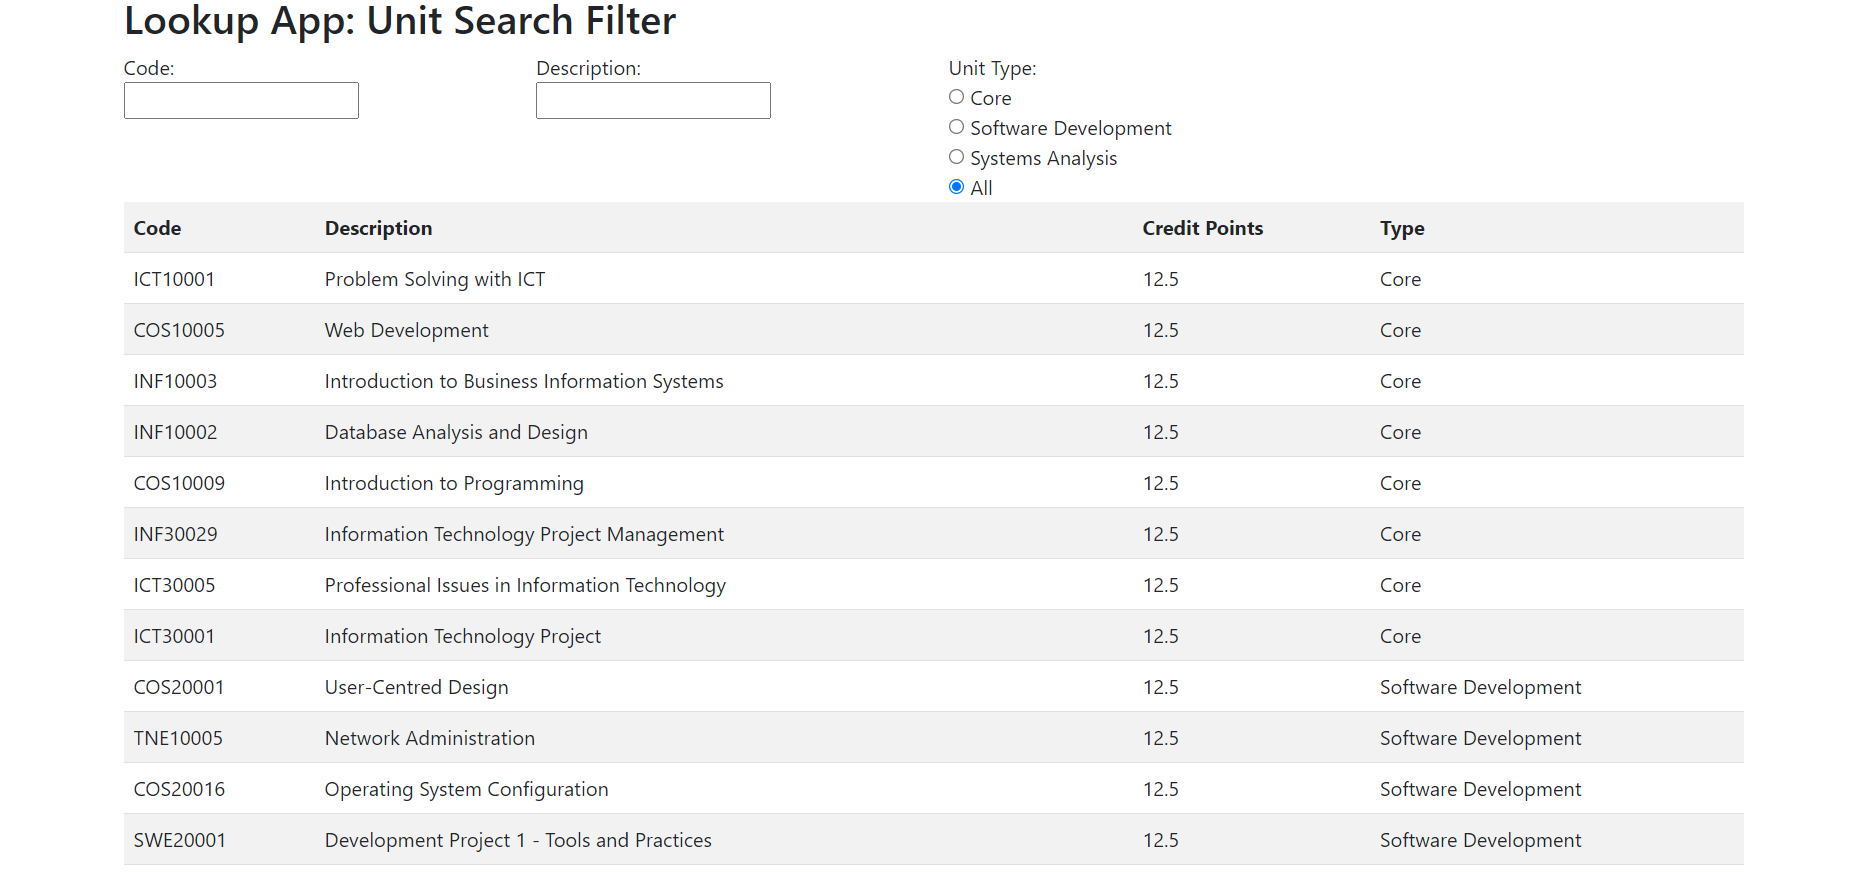 Lookup App: Unit Search Filter
Code: Description: Unit Type:
Core
Software Development
Systems Analysis
All
Code Description Credit Points Type
ICT10001 Problem Solving with ICT 12.5 Core
COS10005 Web Development 12.5 Core
INF10003 Introduction to Business Information Systems 12.5 Core
INF10002 Database Analysis and Design 12.5 Core
COS10009 Introduction to Programming 12.5 Core
INF30029 Information Technology Project Management 12.5 Core
ICT30005 Professional Issues in Information Technology 12.5 Core
ICT30001 Information Technology Project 12.5 Core
COS20001 User-Centred Design 12.5 Software Development
TNE10005 Network Administration 12.5 Software Development
COS20016 Operating System Configuration 12.5 Software Development
SWE20001 Development Project 1 - Tools and Practices 12.5 Software Development